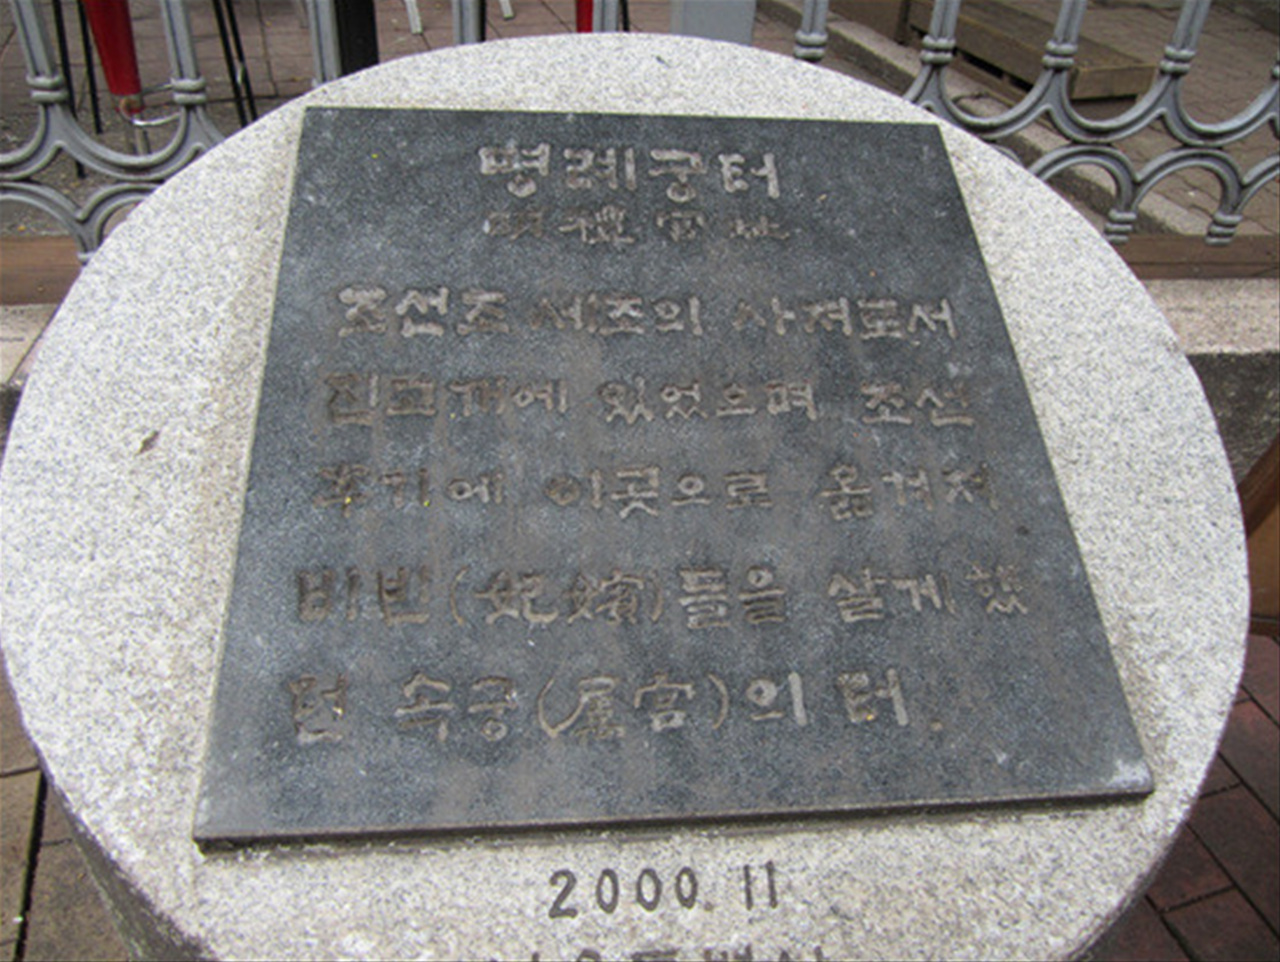 명례궁터
明禮宮址
조선조 세조의 사저로서
진고개에 있었으며 조선
후기에 이곳으로 옮겨져
비빈(妃嬪)들을 살게 했
던 수궁(宮)의 터.
2000. 11